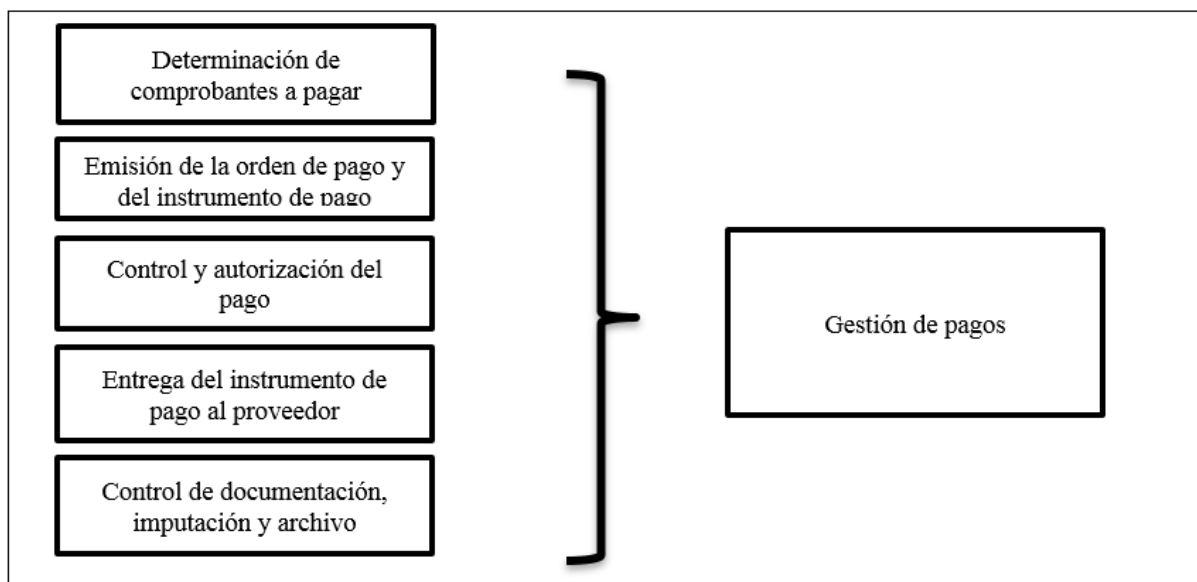 Determinación de
comprobantes a pagar
Emisión de la orden de pago y
del instrumento de pago
Control y autorización del
pago
Entrega del instrumento de
pago al proveedor
Control de documentación,
imputación y archivo
Gestión de pagos